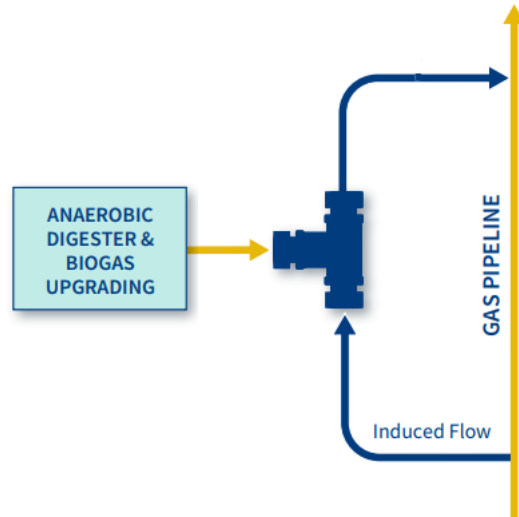 ANAEROBIC
DIGESTER &
BIOGAS
UPGRADING
GAS PIPELINE
Induced Flow